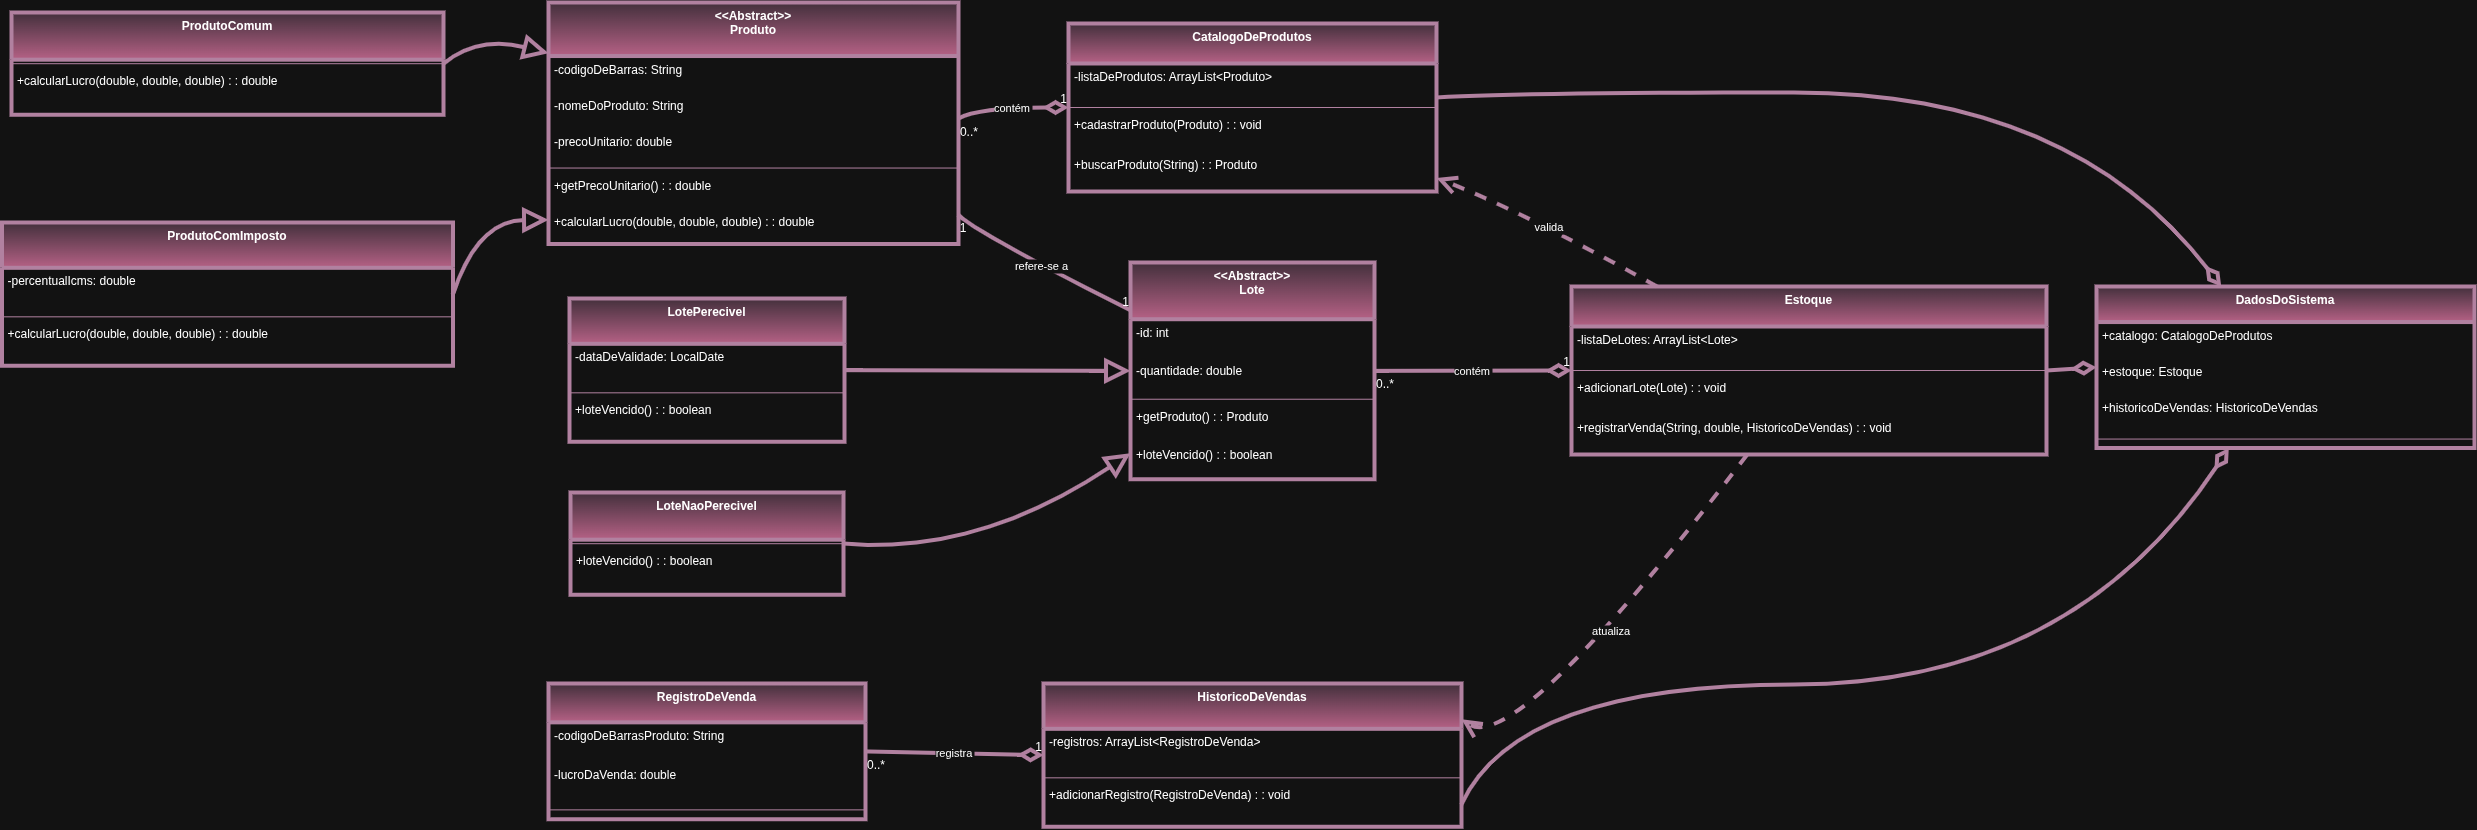 ProdutoComum
+calcularLucro(double, double, double) : : double
<<Abstract>>
Produto
-codigoDeBarras: String
-nomeDoProduto: String
-precoUnitario: double
+getPrecoUnitario() : : double
+calcularLucro(double, double, double) : : double
CatalogoDeProdutos
-listaDeProdutos: ArrayList<Produto>
+cadastrarProduto(Produto) : : void
+buscarProduto(String) : : Produto
1
contém
0..*
ProdutoComImposto
-percentualIcms: double
+calcularLucro(double, double, double) : : double
1
refere-se a
1
valida
LotePerecivel
-dataDeValidade: LocalDate
+loteVencido() : : boolean
<<Abstract>>
Lote
-id: int
-quantidade: double
+getProduto() : : Produto
+loteVencido() : : boolean
1
contém
0..*
Estoque
-listaDeLotes: ArrayList<Lote>
+adicionarLote(Lote) : : void
+registrarVenda(String, double, HistoricoDeVendas) : : void
DadosDoSistema
+catalogo: CatalogoDeProdutos
+estoque: Estoque
+historicoDeVendas: HistoricoDeVendas
LoteNaoPerecivel
+loteVencido() : : boolean
atualiza
RegistroDeVenda
-codigoDeBarrasProduto: String
-lucroDaVenda: double
1
registra
0..*
HistoricoDeVendas
-registros: ArrayList<RegistroDeVenda>
+adicionarRegistro(RegistroDeVenda) : : void